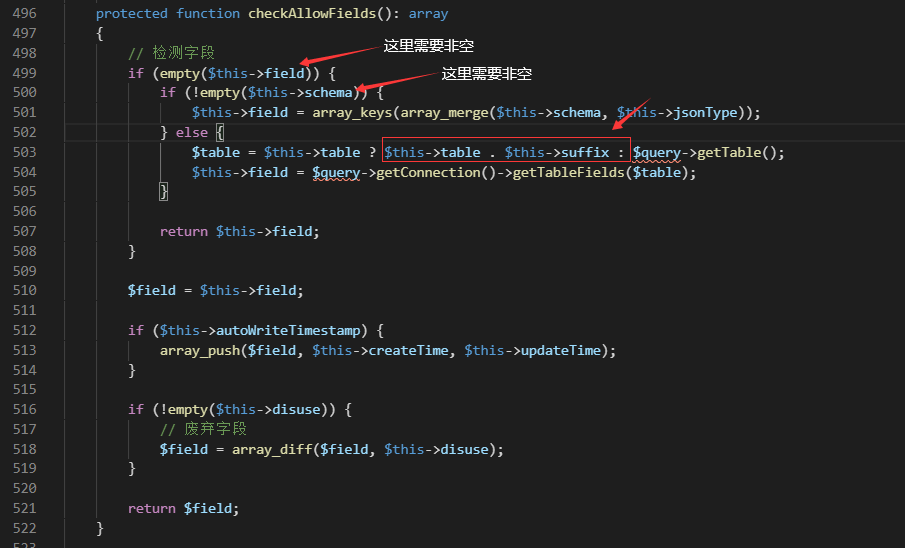 496 protected function checkAllowFields(): array
497 {
498 // 检测字段
这里需要非空
499 if (empty($this->field)) {
这里需要非空
500 if (!empty($this->schema)) {
501 $this->field = array_keys(array_merge($this->schema, $this->jsonType));
502 } else {
503 $table = $this->table ? $this->table . $this->suffix : $query->getTable();
504 $this->field = $query->getConnection()->getTableFields($table);
505 }
506
507 return $this->field;
508 }
509
510 $field = $this->field;
511
512 if ($this->autoWriteTimestamp) {
513 array_push($field, $this->createTime, $this->updateTime);
514 }
515
516 if (!empty($this->disuse)) {
517 // 废弃字段
518 $field = array_diff($field, $this->disuse);
519 }
520
521 return $field;
522 }
523